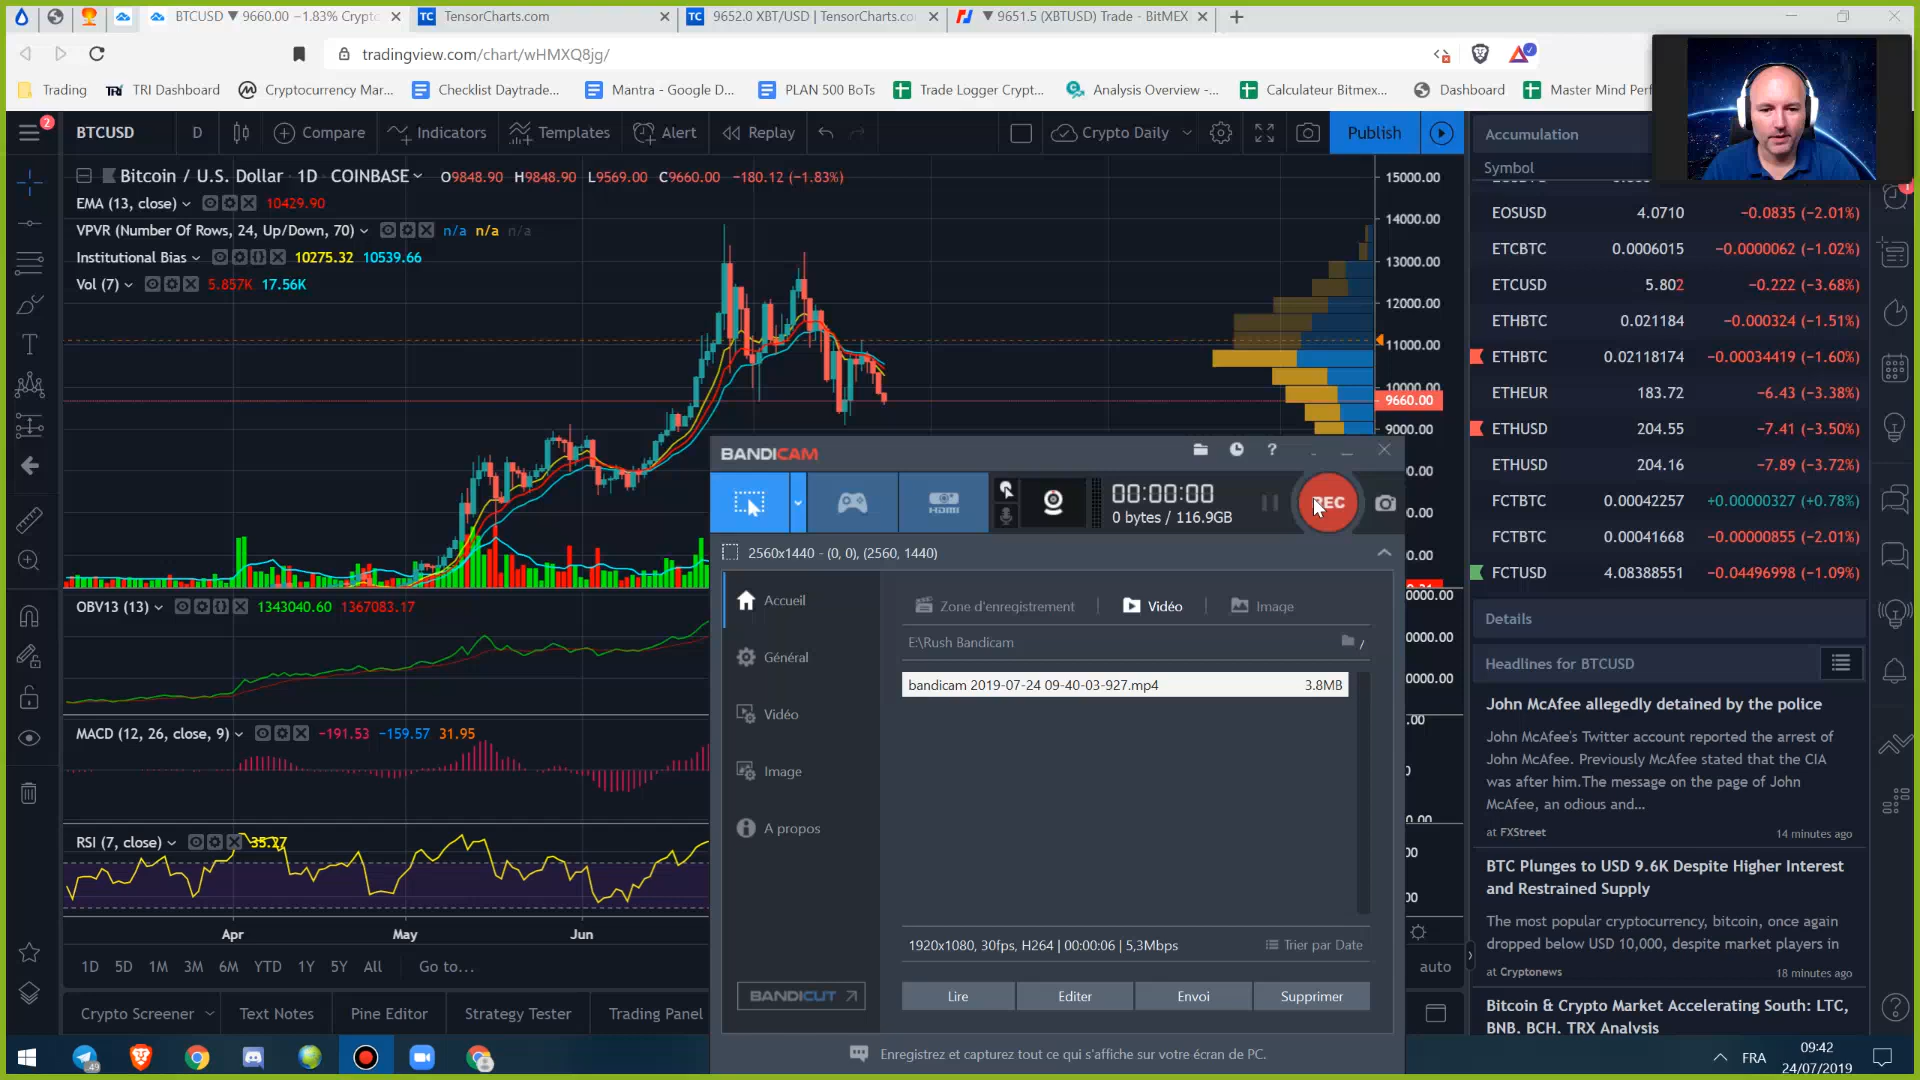 BTCUSD ▼ 9660.00 −1.83% Crypto
TensorCharts.com
9652.0 XBT/USD | TensorCharts.co
▼ 9651.5 (XBTUSD) Trade - BitMEX
tradingview.com/chart/wHMXQ8jg/
Trading
TRI Dashboard
Cryptocurrency Mar...
Checklist Daytrade...
Mantra - Google D...
PLAN 500 BoTs
Trade Logger Crypt...
Analysis Overview -...
Calculateur Bitmex...
Dashboard
Master Mind Per
2
BTCUSD
D
Compare
Indicators
Templates
Alert
Replay
Crypto Daily
Publish
Bitcoin / U.S. Dollar 1D COINBASE O9848.90 H9848.90 L9569.00 C9660.00 −180.12 (−1.83%)
EMA (13, close) 10429.90
VPVR (Number Of Rows, 24, Up/Down, 70) n/a n/a n/a
Institutional Bias 10275.32 10539.66
Vol (7) 5.857K 17.56K
15000.00
14000.00
13000.00
12000.00
11000.00
10000.00
9660.00
9000.00
OBV13 (13) 1343040.60 1367083.17
MACD (12, 26, close, 9) −191.53 −159.57 31.95
RSI (7, close) 35.27
Apr
May
Jun
1D 5D 1M 3M 6M YTD 1Y 5Y All Go to...
auto
Crypto Screener
Text Notes
Pine Editor
Strategy Tester
Trading Panel
BANDICAM
HDMI
00:00:00
0 bytes / 116.9GB
REC
2560x1440 - (0, 0), (2560, 1440)
Accueil
Général
Vidéo
Image
A propos
BANDICUT
Zone d'enregistrement
Vidéo
Image
E:\Rush Bandicam
bandicam 2019-07-24 09-40-03-927.mp4 3.8MB
1920x1080, 30fps, H264 | 00:00:06 | 5,3Mbps
Trier par Date
Lire
Editer
Envoi
Supprimer
Enregistrez et capturez tout ce qui s'affiche sur votre écran de PC.
Accumulation
Symbol
EOSUSD 4.0710 −0.0835 (−2.01%)
ETCBTC 0.0006015 −0.0000062 (−1.02%)
ETCUSD 5.802 −0.222 (−3.68%)
ETHBTC 0.021184 −0.000324 (−1.51%)
ETHBTC 0.02118174 −0.00034419 (−1.60%)
ETHEUR 183.72 −6.43 (−3.38%)
ETHUSD 204.55 −7.41 (−3.50%)
ETHUSD 204.16 −7.89 (−3.72%)
FCTBTC 0.00042257 +0.00000327 (+0.78%)
FCTBTC 0.00041668 −0.00000855 (−2.01%)
FCTUSD 4.08388551 −0.04496998 (−1.09%)
Details
Headlines for BTCUSD
John McAfee allegedly detained by the police
John McAfee's Twitter account reported the arrest of
John McAfee. Previously McAfee stated that the CIA
was after him.The message on the page of John
McAfee, an odious and...
at FXStreet 14 minutes ago
BTC Plunges to USD 9.6K Despite Higher Interest
and Restrained Supply
The most popular cryptocurrency, bitcoin, once again
dropped below USD 10,000, despite market players in
at Cryptonews 18 minutes ago
Bitcoin & Crypto Market Accelerating South: LTC,
BNB, BCH, TRX Analysis
49
FRA
09:42
24/07/2019